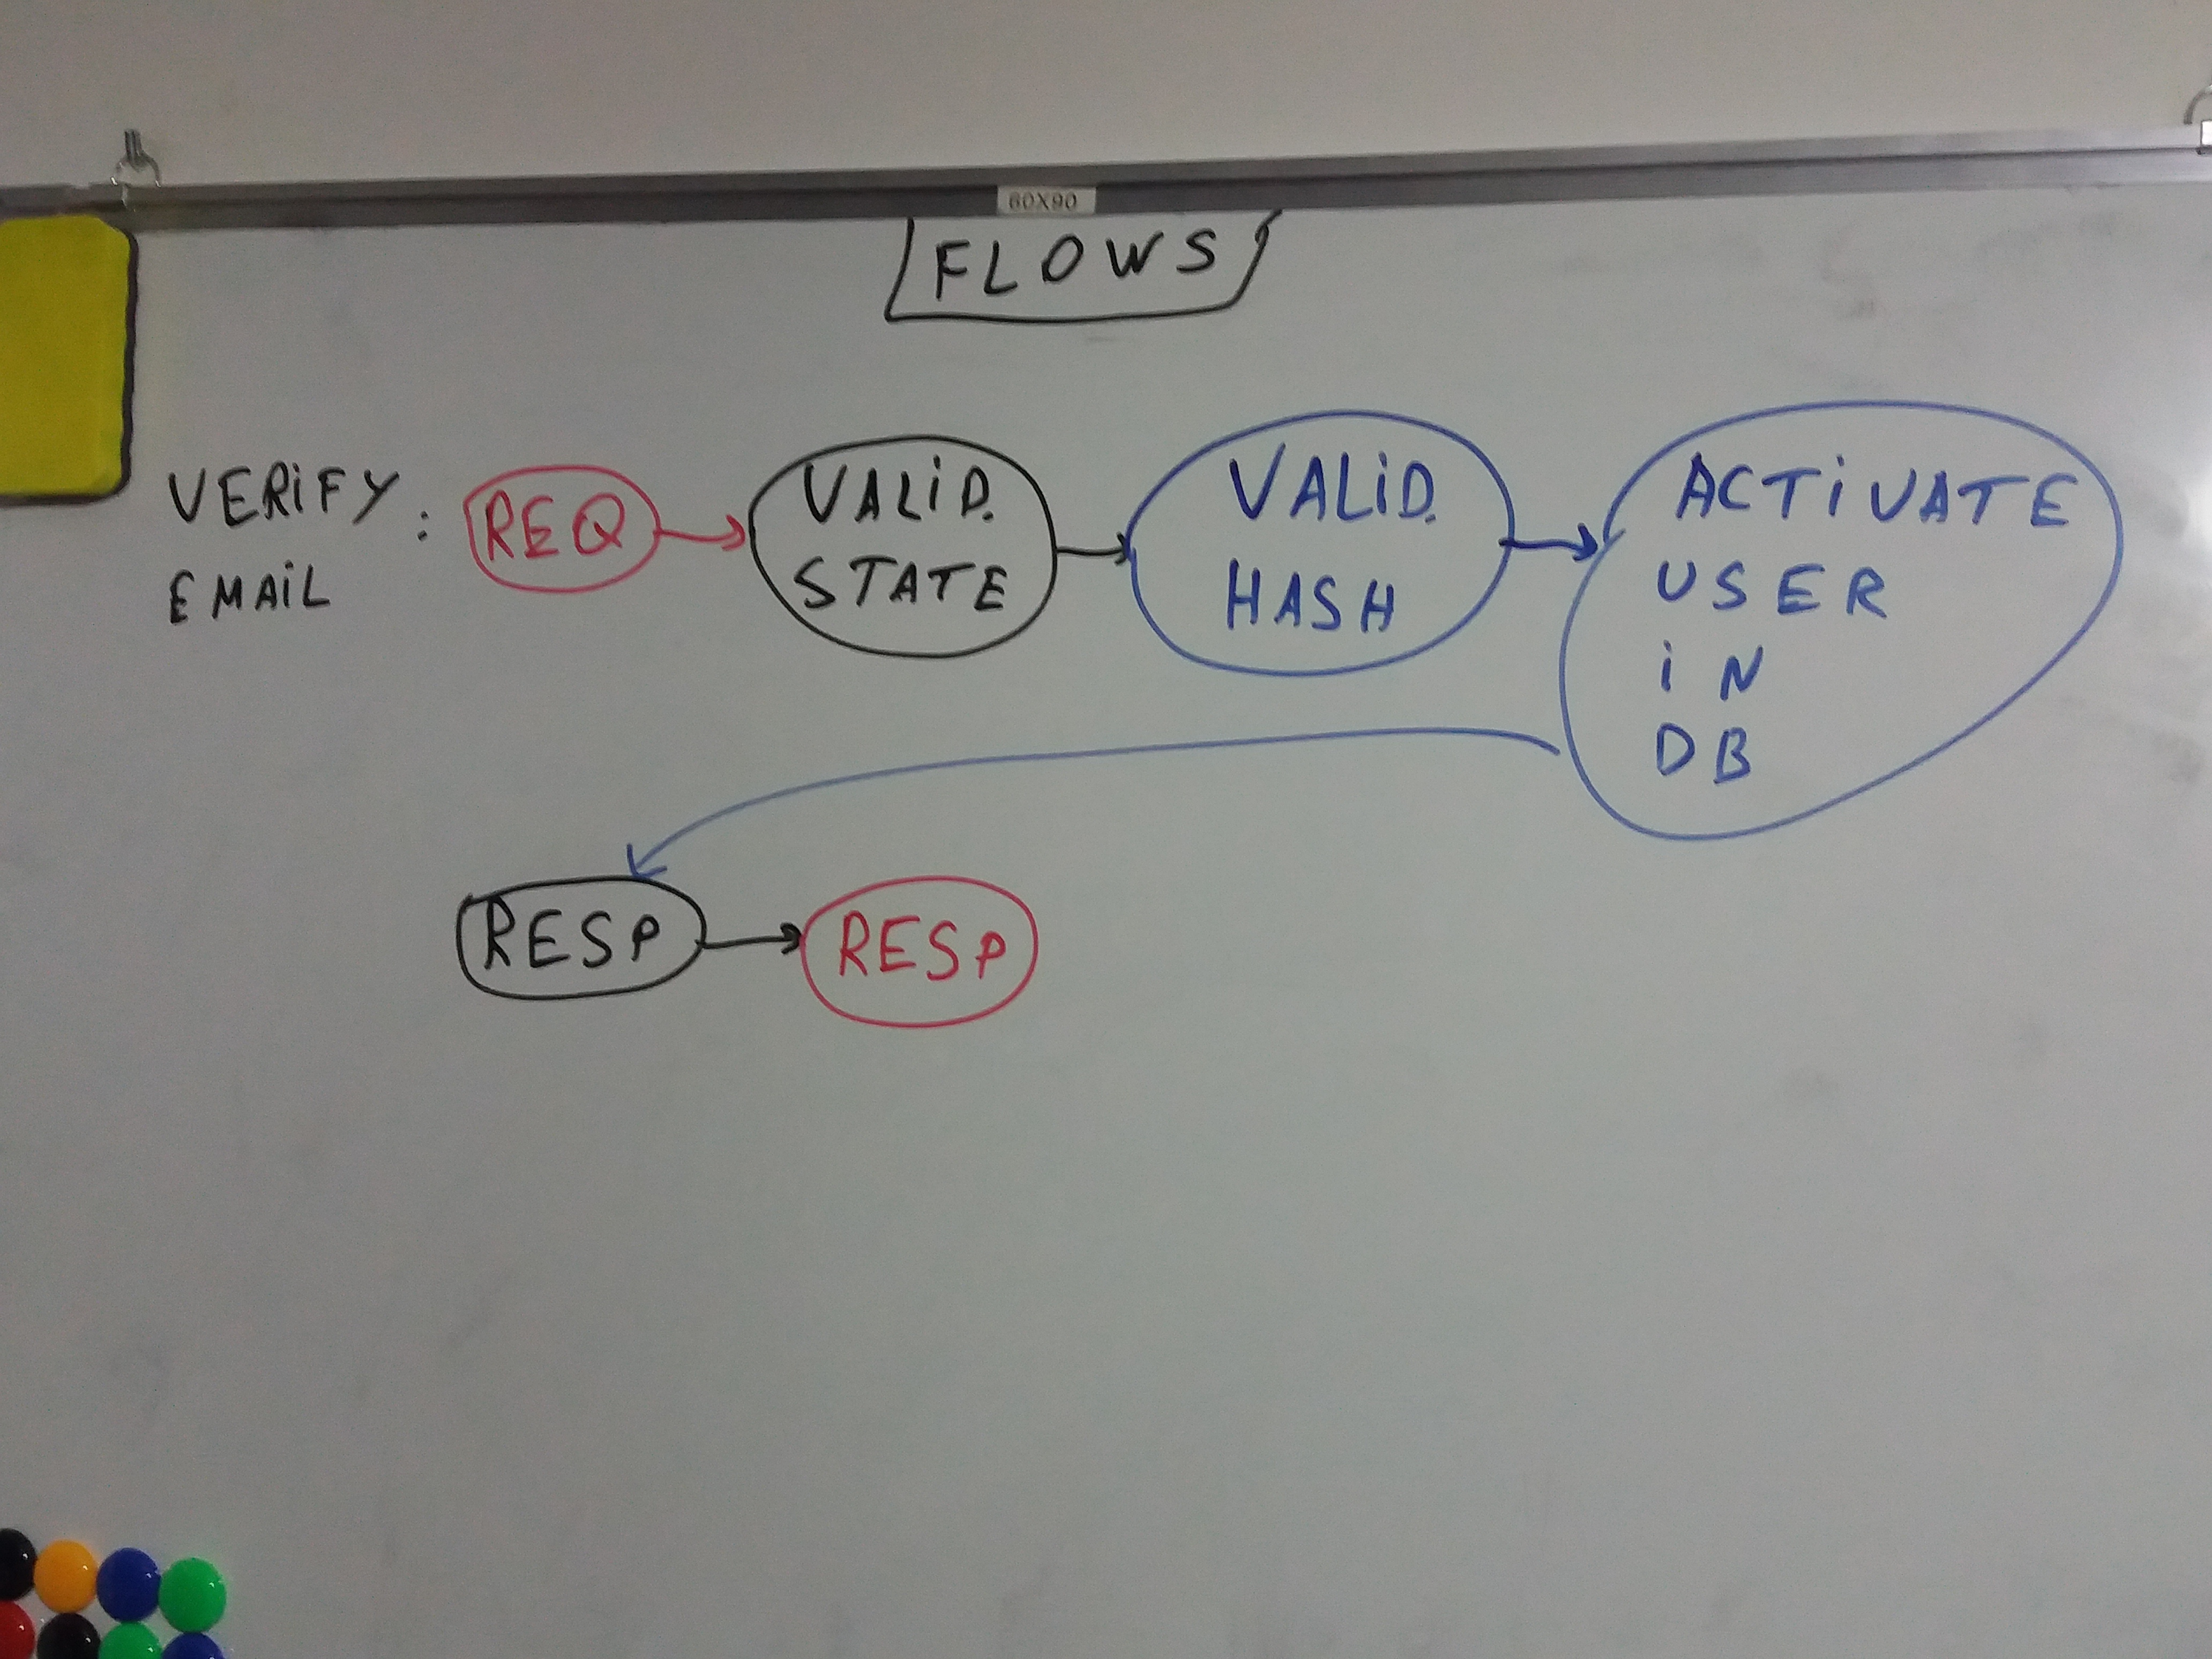 60X90
FLOWS
VERiFY :
EMAiL
REQ
VALiD.
STATE
VALiD.
HASH
ACTiVATE
USER
iN
DB
RESP
RESP